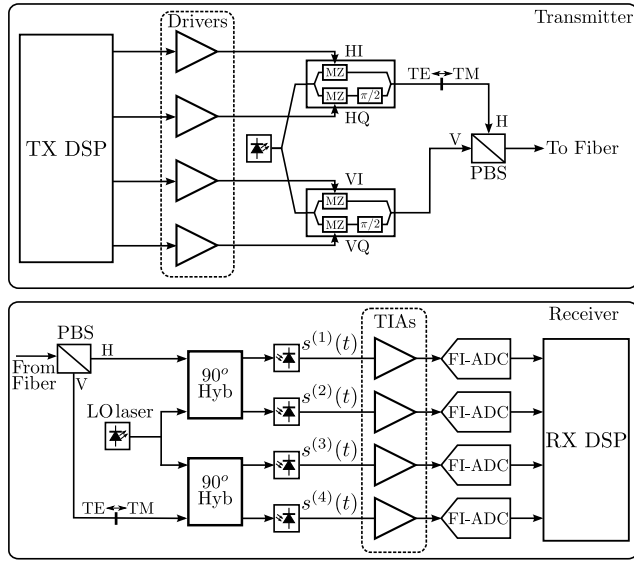 Drivers
Transmitter
HI
MZ
TE TM
MZ π/2
HQ
H
V
TX DSP
To Fiber
PBS
VI
MZ
MZ π/2
VQ
Receiver
PBS
TIAs
s^(1)(t)
H
FI-ADC
From
Fiber
V
90° Hyb
s^(2)(t)
FI-ADC
LO laser
RX DSP
s^(3)(t)
FI-ADC
90° Hyb
s^(4)(t)
TE TM
FI-ADC